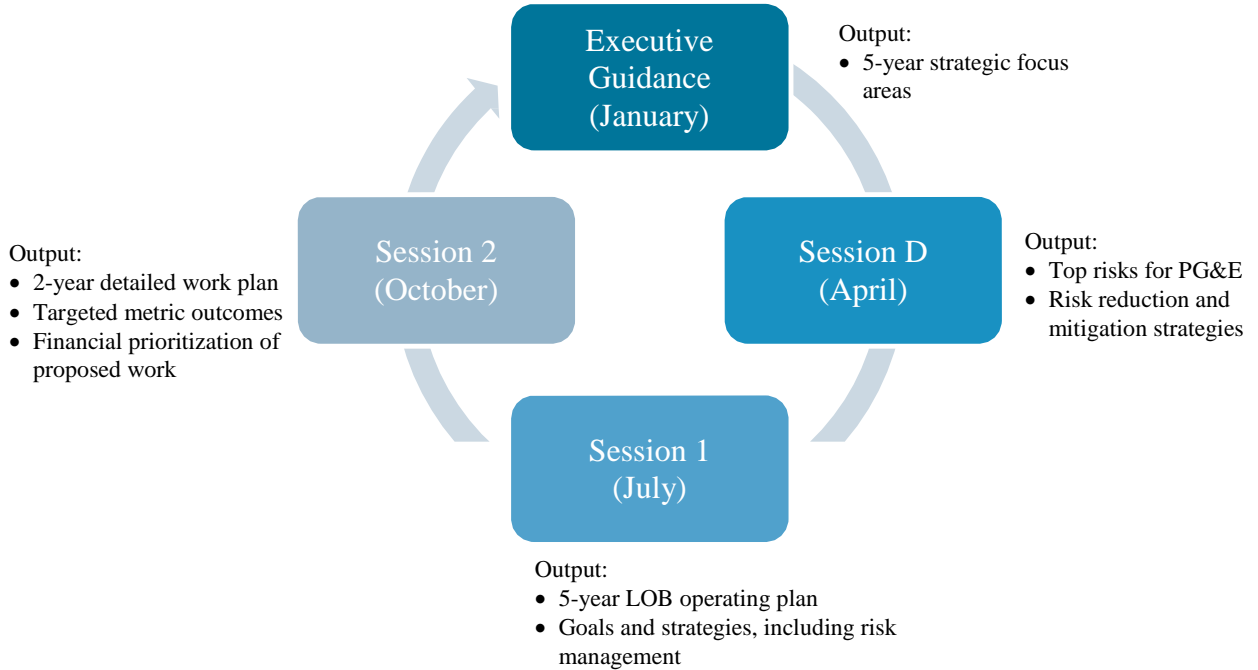 Executive
Guidance
(January)
Output:
• 5-year strategic focus
areas
Session D
(April)
Output:
• Top risks for PG&E
• Risk reduction and
mitigation strategies
Session 1
(July)
Output:
• 5-year LOB operating plan
• Goals and strategies, including risk
management
Session 2
(October)
Output:
• 2-year detailed work plan
• Targeted metric outcomes
• Financial prioritization of
proposed work